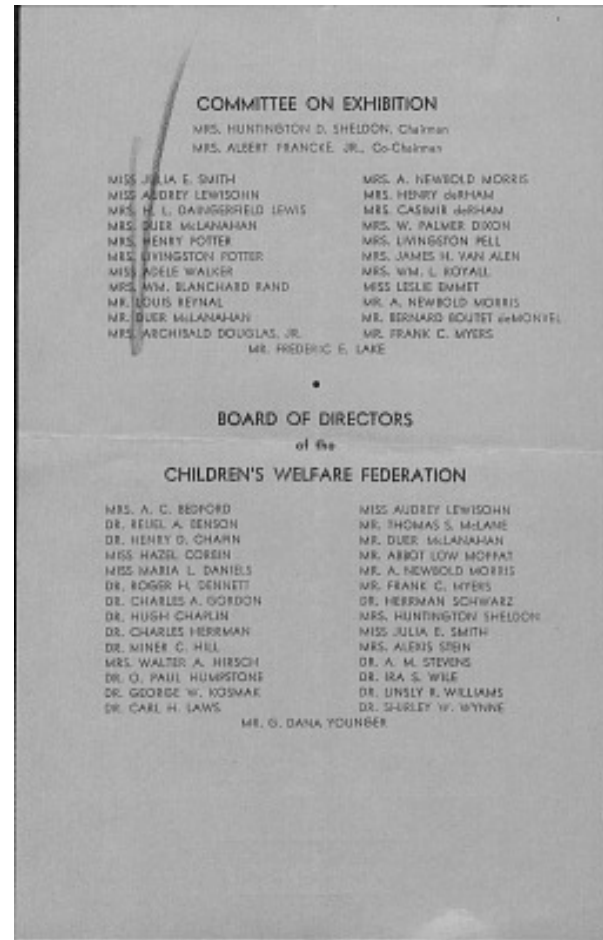 COMMITTEE ON EXHIBITION
MRS. HUNTINGTON D. SHELDON, Chairman
MRS. ALBERT FRANCKE, JR., Co-Chairman
MISS JULIA E. SMITH
MISS AUDREY LEWISOHN
MRS. H. L. DAINGERFIELD LEWIS
MRS. DUER McLANAHAN
MRS. HENRY POTTER
MRS. LIVINGSTON POTTER
MISS ADELE WALKER
MRS. WM. BLANCHARD RAND
MR. LOUIS REYNAL
MR. DUER McLANAHAN
MRS. ARCHIBALD DOUGLAS, JR.
MRS. A. NEWBOLD MORRIS
MRS. HENRY deRHAM
MRS. CASIMIR deRHAM
MRS. W. PALMER DIXON
MRS. LIVINGSTON PELL
MRS. JAMES H. VAN ALEN
MRS. WM. L. ROYALL
MISS LESLIE EMMET
MR. A. NEWBOLD MORRIS
MR. BERNARD BOUTET deMONVEL
MR. FRANK C. MYERS
MR. FREDERIC E. LAKE
BOARD OF DIRECTORS
of the
CHILDREN'S WELFARE FEDERATION
MRS. A. C. BEDFORD
DR. REUEL A. BENSON
DR. HENRY D. CHAPIN
MISS HAZEL CORBIN
MISS MARIA L. DANIELS
DR. ROGER H. DENNETT
DR. CHARLES A. GORDON
DR. HUGH CHAPLIN
DR. CHARLES HERRMAN
DR. MINER C. HILL
MRS. WALTER A. HIRSCH
DR. O. PAUL HUMPSTONE
DR. GEORGE W. KOSMAK
DR. CARL H. LAWS
MISS AUDREY LEWISOHN
MR. THOMAS S. McLANE
MR. DUER McLANAHAN
MR. ABBOT LOW MOFFAT
MR. A. NEWBOLD MORRIS
MR. FRANK C. MYERS
DR. HERRMAN SCHWARZ
MRS. HUNTINGTON SHELDON
MISS JULIA E. SMITH
MRS. ALEXIS STEIN
DR. A. M. STEVENS
DR. IRA S. WILE
DR. LINSLY R. WILLIAMS
DR. SHIRLEY W. WYNNE
MR. G. DANA YOUNGER